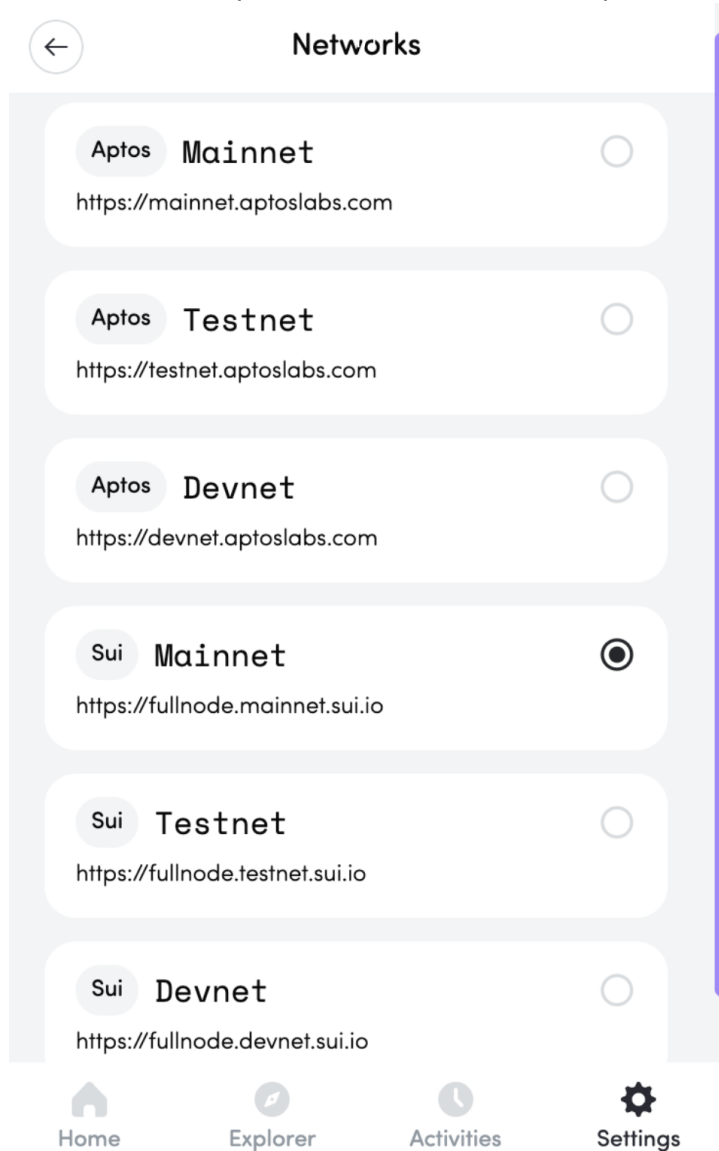 Networks
Aptos Mainnet
https://mainnet.aptoslabs.com
Aptos Testnet
https://testnet.aptoslabs.com
Aptos Devnet
https://devnet.aptoslabs.com
Sui Mainnet
https://fullnode.mainnet.sui.io
Sui Testnet
https://fullnode.testnet.sui.io
Sui Devnet
https://fullnode.devnet.sui.io
Home Explorer Activities Settings